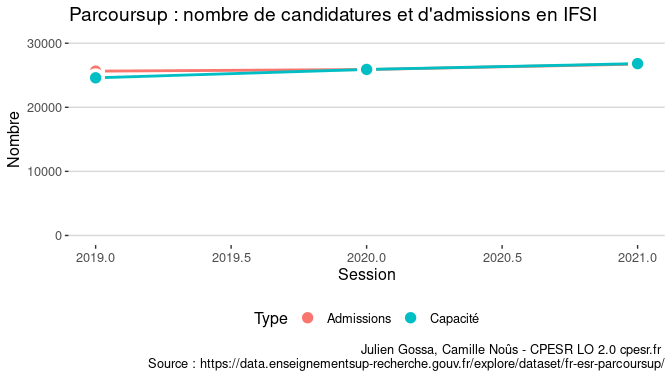 Parcoursup : nombre de candidatures et d'admissions en IFSI
30000
20000
10000
0
Nombre
2019.0 2019.5 2020.0 2020.5 2021.0
Session
Type Admissions Capacité
Julien Gossa, Camille Noûs - CPESR LO 2.0 cpesr.fr
Source : https://data.enseignementsup-recherche.gouv.fr/explore/dataset/fr-esr-parcoursup/